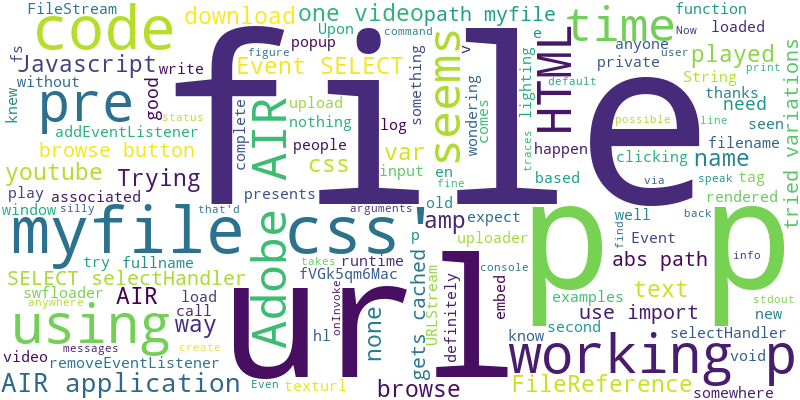 FileStream
code
download
one video
path myfile
time
function
Now
loaded
fs
Javascript
Upon
popup
command
figure
file
e
HTML
anyone
user
private
print
knew
without
write
Event SELECT
something
v
seems
played
String
default
pre
good
addEventListener
status
complete
upload
nothing
log
people
wondering
comes
lighting
need
thanks
possible
line
seen
tried variations
browse button
Adobe AIR
css
var
input
traces
happen
filename
clicking
name
youtube
Trying
en
fine
based
via
speak
tag
play
associated
presents
old
expect
examples
rendered
back
window
silly
that'd
arguments
myfile css'
amp
p
uploader
well
find
Event
info
try fullname
takes
runtime
gets cached
URLStream
console
abs path
SELECT selectHandler
fVGk5qm6Mac
definitely
embed
p p
text
stdout
swfloader
anywhere
AIR
load
call
url
onInvoke
none
know
second
use import
new
using
way
hl
selectHandler
void
video
messages
removeEventListener
working p
AIR application
create
Even
texturl
browse
FileReference
somewhere